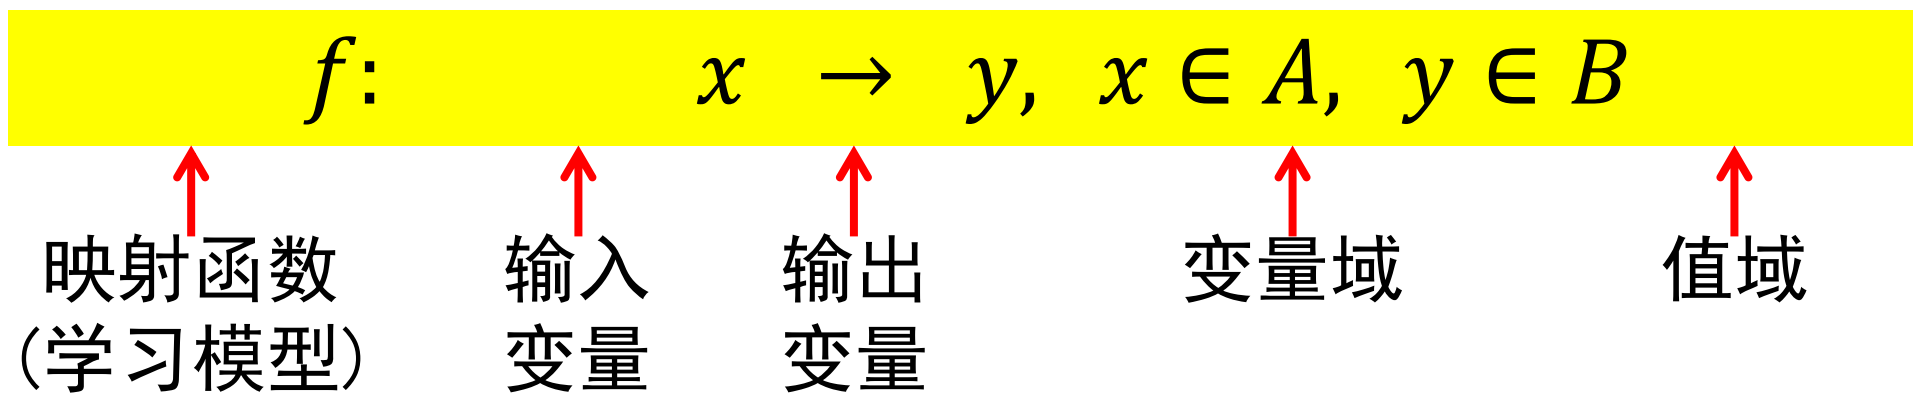 f: x → y, x ∈ A, y ∈ B
映射函数 输入 输出 变量域 值域
(学习模型) 变量 变量